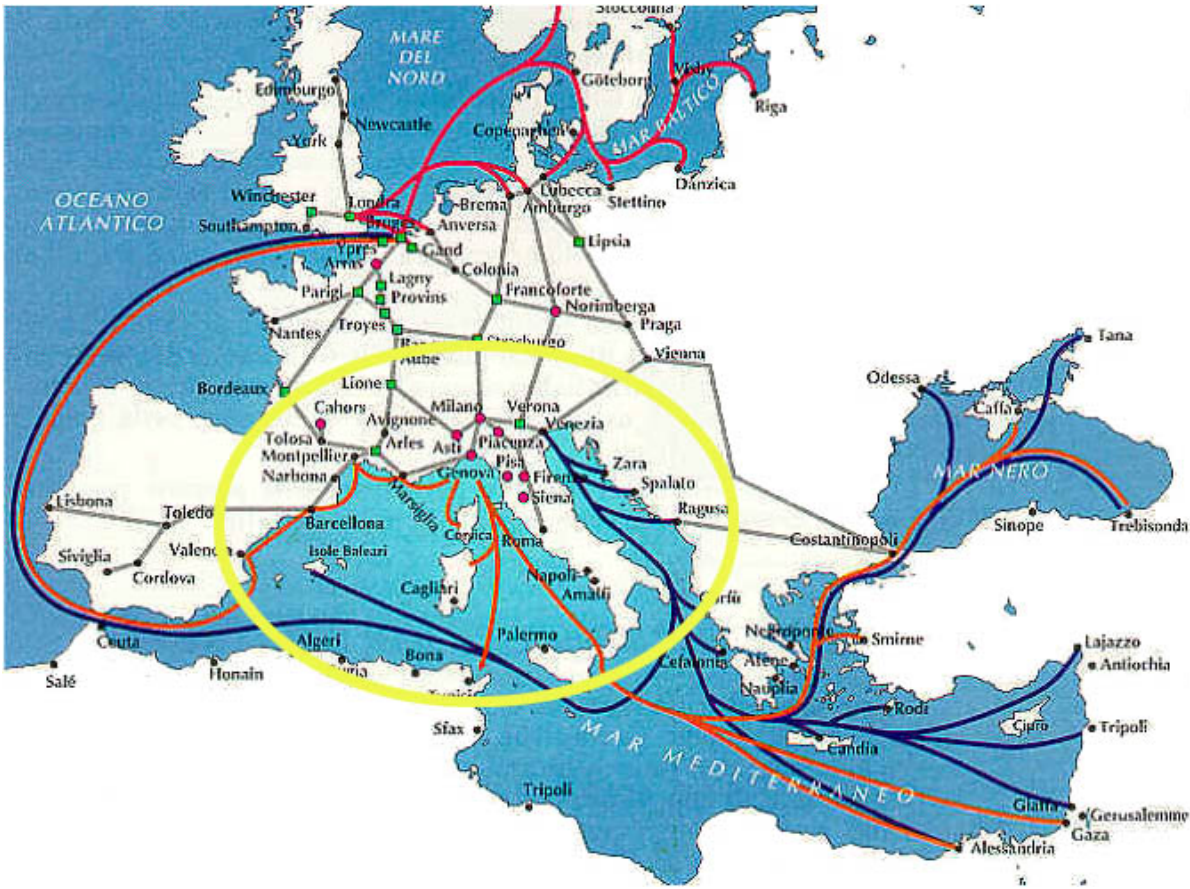 Stoccolma
MARE
DEL
NORD
Göteborg
Visby
Edimburgo
Riga
Newcastle
MAR BALTICO
York
Danzica
Winchester
Londra
Lubecca
Brema
Amburgo
Stettino
OCEANO
ATLANTICO
Southampton
Bruges
Anversa
Ypres
Gand
Lipsia
Arras
Colonia
Lagny
Parigi
Provins
Francoforte
Norimberga
Nantes
Troyes
Praga
Strasburgo
Aube
Vienna
Tana
Bordeaux
Lione
Odessa
Cahors
Avignone
Milano
Verona
Caffa
Tolosa
Arles
Asti
Piacenza
Venezia
Montpellier
Genova
Pisa
Zara
MAR NERO
Narbona
Marsiglia
Siena
Spalato
Lisbona
Toledo
Barcellona
Ragusa
Sinope
Trebisonda
Valencia
Isole Baleari
Corsica
Roma
Costantinopoli
Siviglia
Cordova
Cagliari
Napoli
Amalfi
Corfù
Ceuta
Algeri
Palermo
Negroponte
Smirne
Lajazzo
Salé
Honain
Bona
Cefalonia
Atene
Antiochia
Tunisi
Nauplia
Rodi
Sfax
Cipro
Tripoli
Candia
MAR MEDITERRANEO
Tripoli
Giaffa
Gerusalemme
Gaza
Alessandria